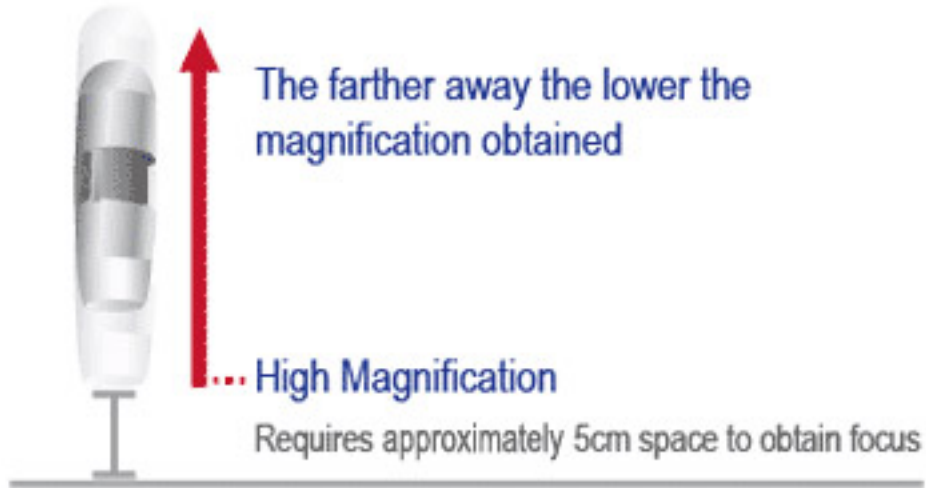 The farther away the lower the
magnification obtained
High Magnification
Requires approximately 5cm space to obtain focus